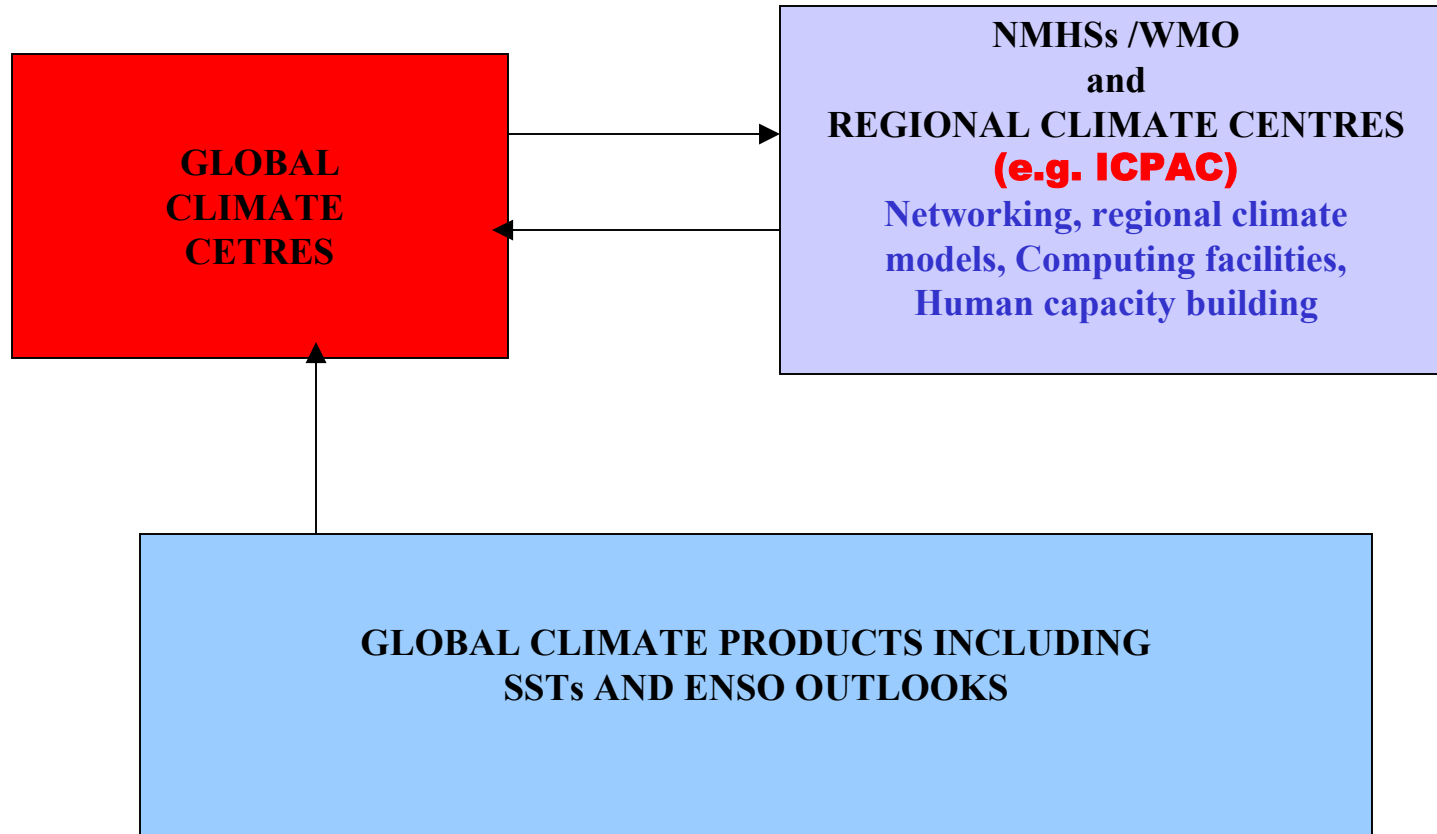 GLOBAL
CLIMATE
CETRES
NMHSs /WMO
and
REGIONAL CLIMATE CENTRES
(e.g. ICPAC)
Networking, regional climate
models, Computing facilities,
Human capacity building
GLOBAL CLIMATE PRODUCTS INCLUDING
SSTs AND ENSO OUTLOOKS